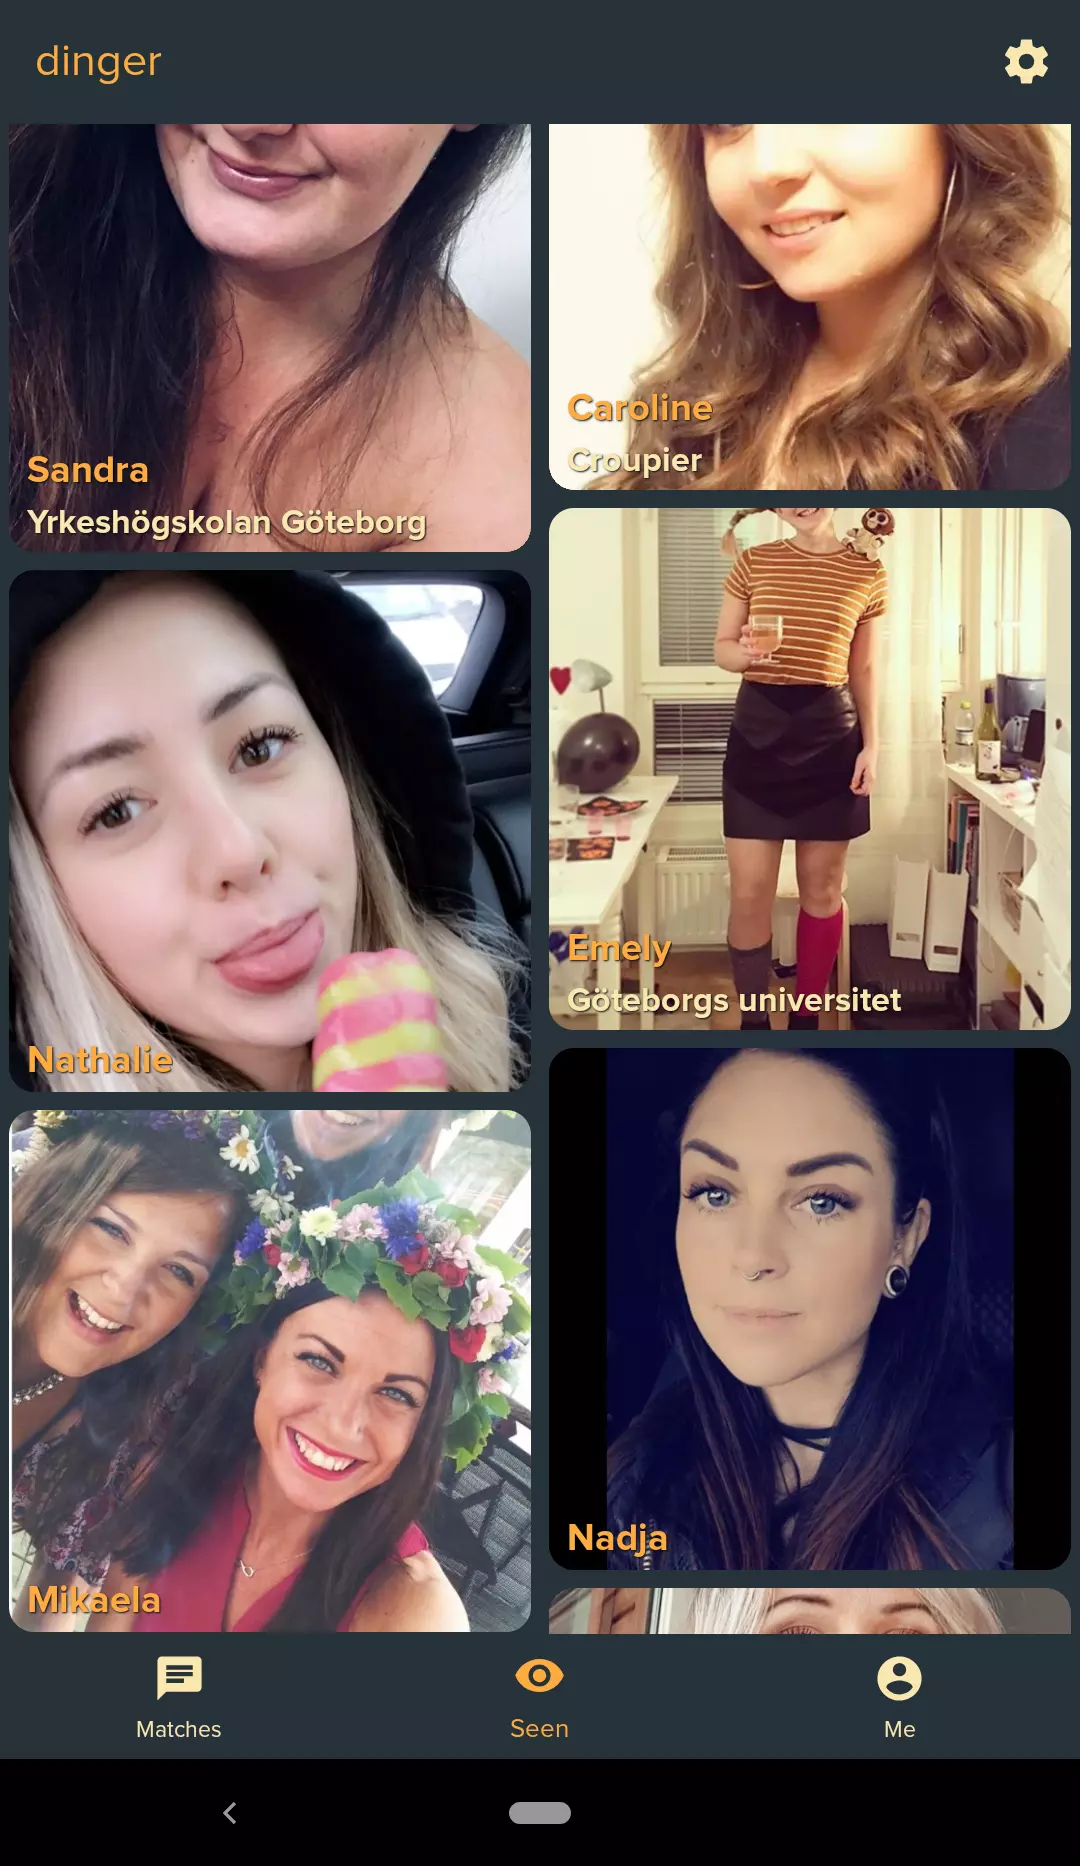 dinger
Sandra
Yrkeshögskolan Göteborg
Caroline
Croupier
Nathalie
Emely
Göteborgs universitet
Mikaela
Nadja
Matches
Seen
Me